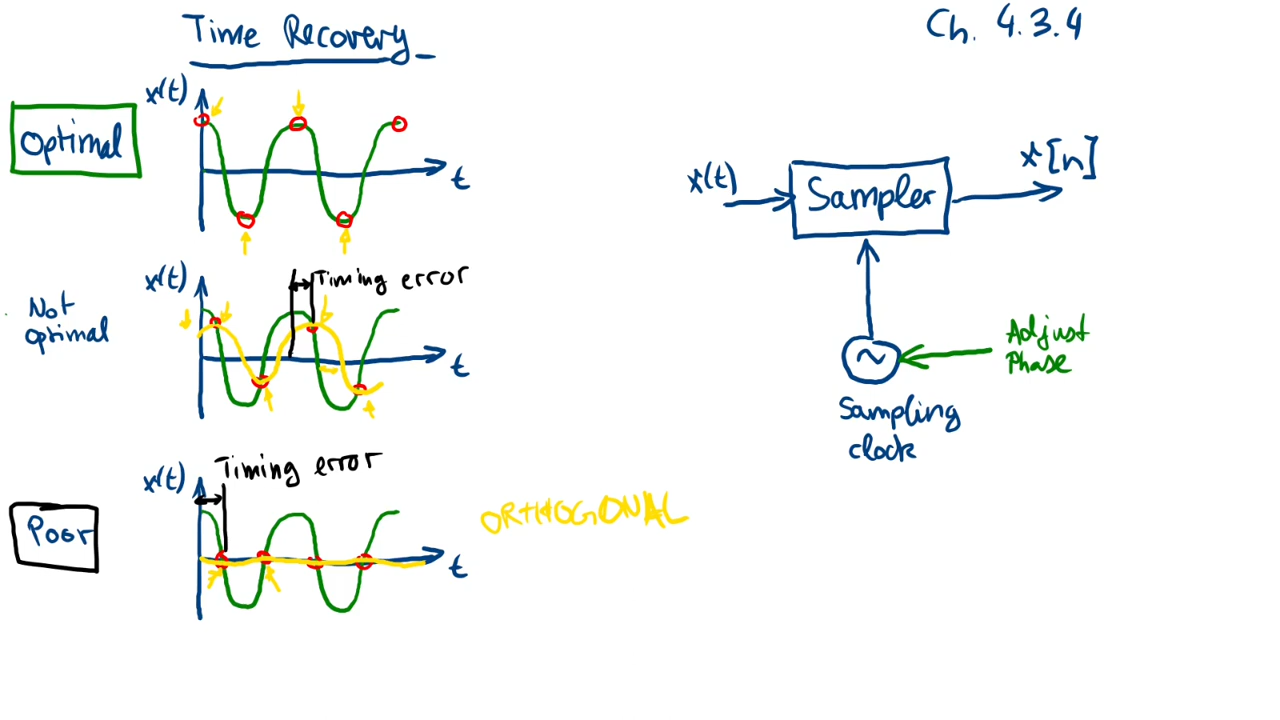 Time Recovery
Ch. 4.3.4
Optimal
x(t)
t
x(t)
Sampler
x[n]
Not
optimal
x(t)
Timing error
t
Adjust
Phase
~
Sampling
clock
Poor
x(t)
Timing error
t
ORTHOGONAL